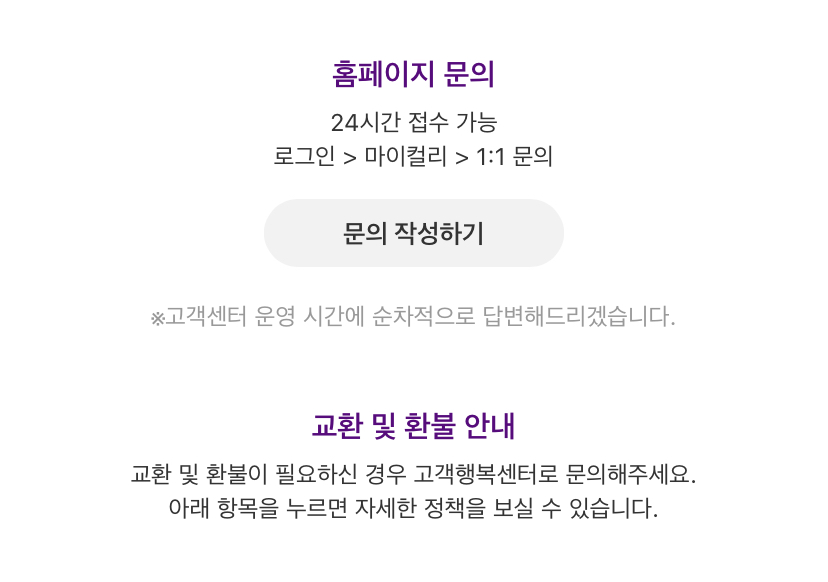 홈페이지 문의
24시간 접수 가능
로그인 > 마이컬리 > 1:1 문의
문의 작성하기
※고객센터 운영 시간에 순차적으로 답변해드리겠습니다.
교환 및 환불 안내
교환 및 환불이 필요하신 경우 고객행복센터로 문의해주세요.
아래 항목을 누르면 자세한 정책을 보실 수 있습니다.